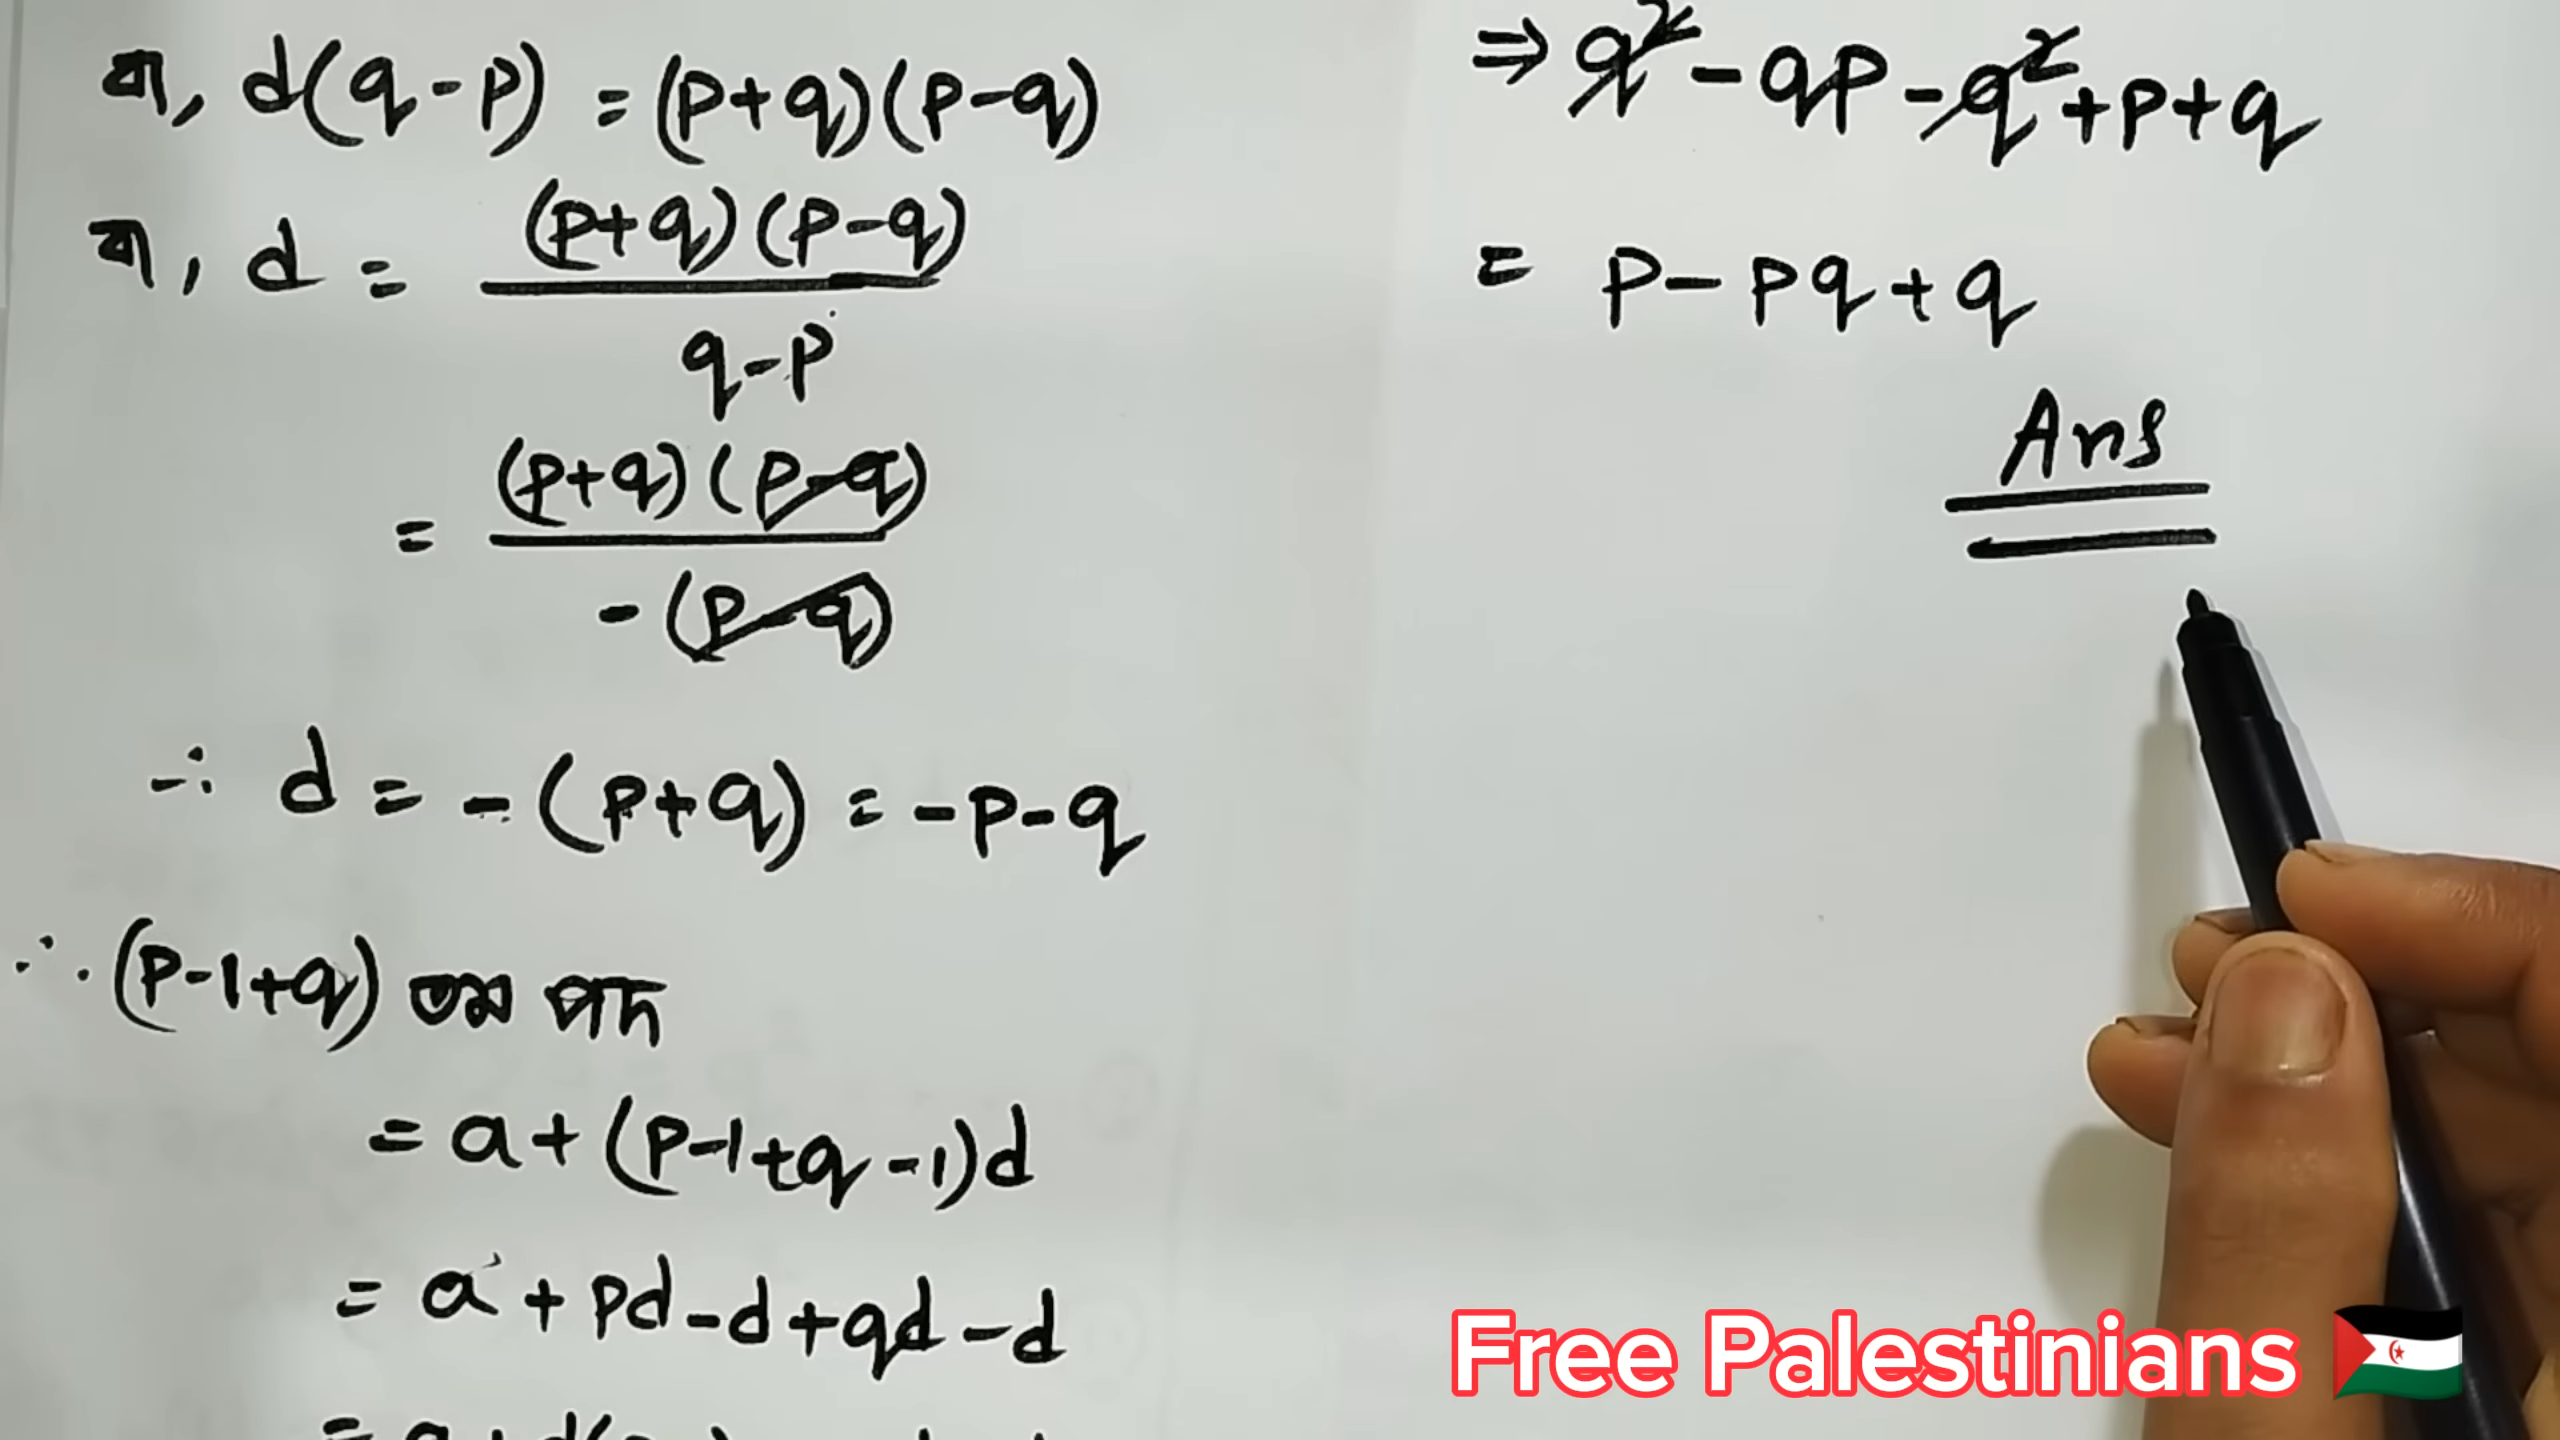 বা, d(q-p) = (p+q)(p-q)
বা, d = (p+q)(p-q)
q-p
= (p+q)(p-q)
-(p-q)
∴ d = -(p+q) = -p-q
∴ (p-1+q) তম পদ
= a+(p-1+q-1)d
= a+pd-d+qd-d
⇒ q²-qp-q²+p+q
= p-pq+q
Ans
Free Palestinians 🇪🇭